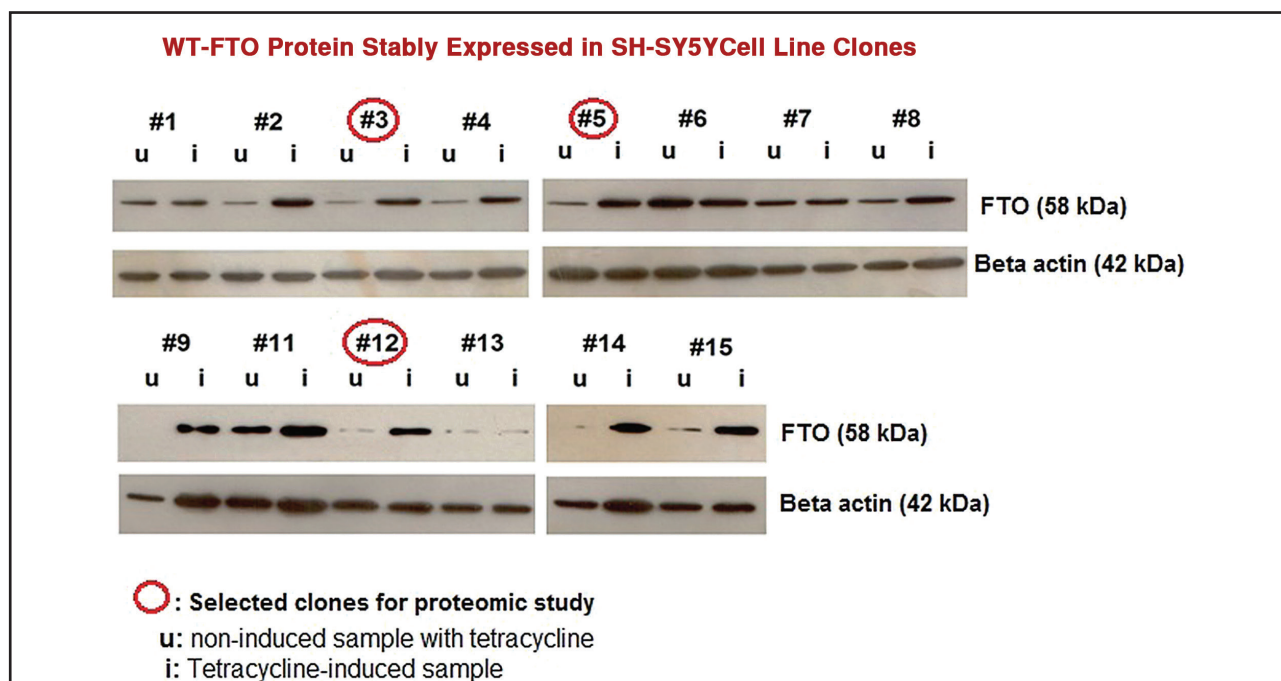 WT-FTO Protein Stably Expressed in SH-SY5YCell Line Clones
#1 #2 #3 #4 #5 #6 #7 #8
u i u i u i u i u i u i u i u i
FTO (58 kDa)
Beta actin (42 kDa)
#9 #11 #12 #13 #14 #15
u i u i u i u i u i u i
FTO (58 kDa)
Beta actin (42 kDa)
: Selected clones for proteomic study
u: non-induced sample with tetracycline
i: Tetracycline-induced sample